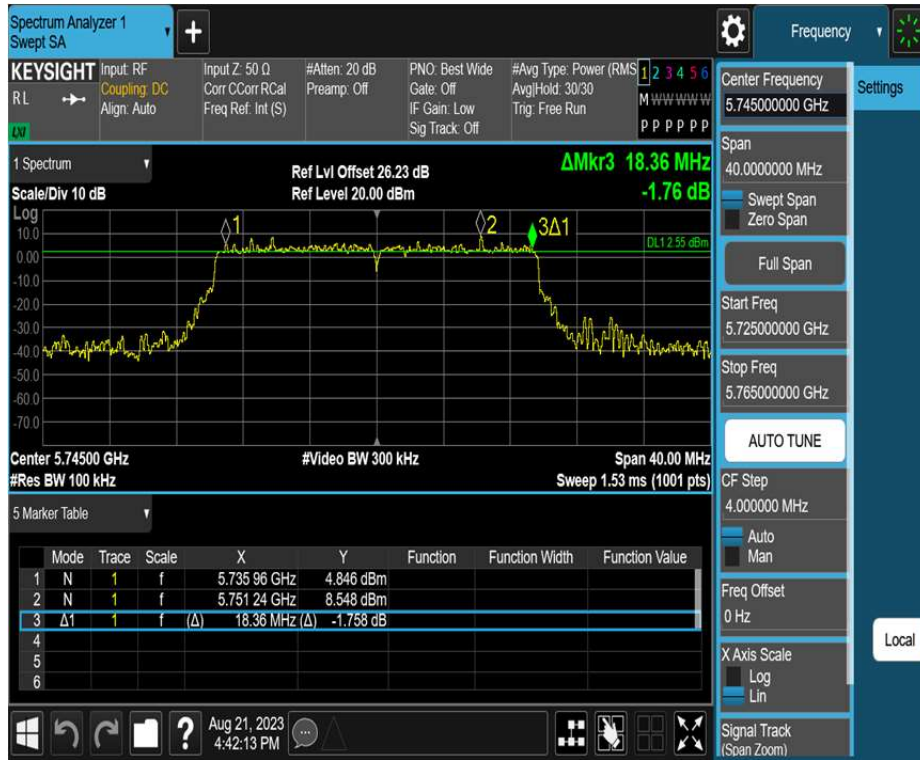 Spectrum Analyzer 1
Swept SA
+
Frequency
KEYSIGHT
RL
LXI
Input: RF
Coupling: DC
Align: Auto
Input Z: 50 Ω
Corr CCorr RCal
Freq Ref: Int (S)
#Atten: 20 dB
Preamp: Off
PNO: Best Wide
Gate: Off
IF Gain: Low
Sig Track: Off
#Avg Type: Power (RMS
Avg|Hold: 30/30
Trig: Free Run
1 2 3 4 5 6
M W W W W W
P P P P P P
1 Spectrum
Scale/Div 10 dB
Ref Lvl Offset 26.23 dB
Ref Level 20.00 dBm
ΔMkr3 18.36 MHz
-1.76 dB
Log
10.0
0.00
-10.0
-20.0
-30.0
-40.0
-50.0
-60.0
-70.0
1
2
3Δ1
DL1 2.55 dBm
Center 5.74500 GHz
#Video BW 300 kHz
Span 40.00 MHz
#Res BW 100 kHz
Sweep 1.53 ms (1001 pts)
5 Marker Table
Mode Trace Scale X Y Function Function Width Function Value
1 N 1 f 5.735 96 GHz 4.846 dBm
2 N 1 f 5.751 24 GHz 8.548 dBm
3 Δ1 1 f (Δ) 18.36 MHz (Δ) -1.758 dB
4
5
6
?
Aug 21, 2023
4:42:13 PM
Center Frequency
5.745000000 GHz
Settings
Span
40.0000000 MHz
Swept Span
Zero Span
Full Span
Start Freq
5.725000000 GHz
Stop Freq
5.765000000 GHz
AUTO TUNE
CF Step
4.000000 MHz
Auto
Man
Freq Offset
0 Hz
Local
X Axis Scale
Log
Lin
Signal Track
(Span Zoom)